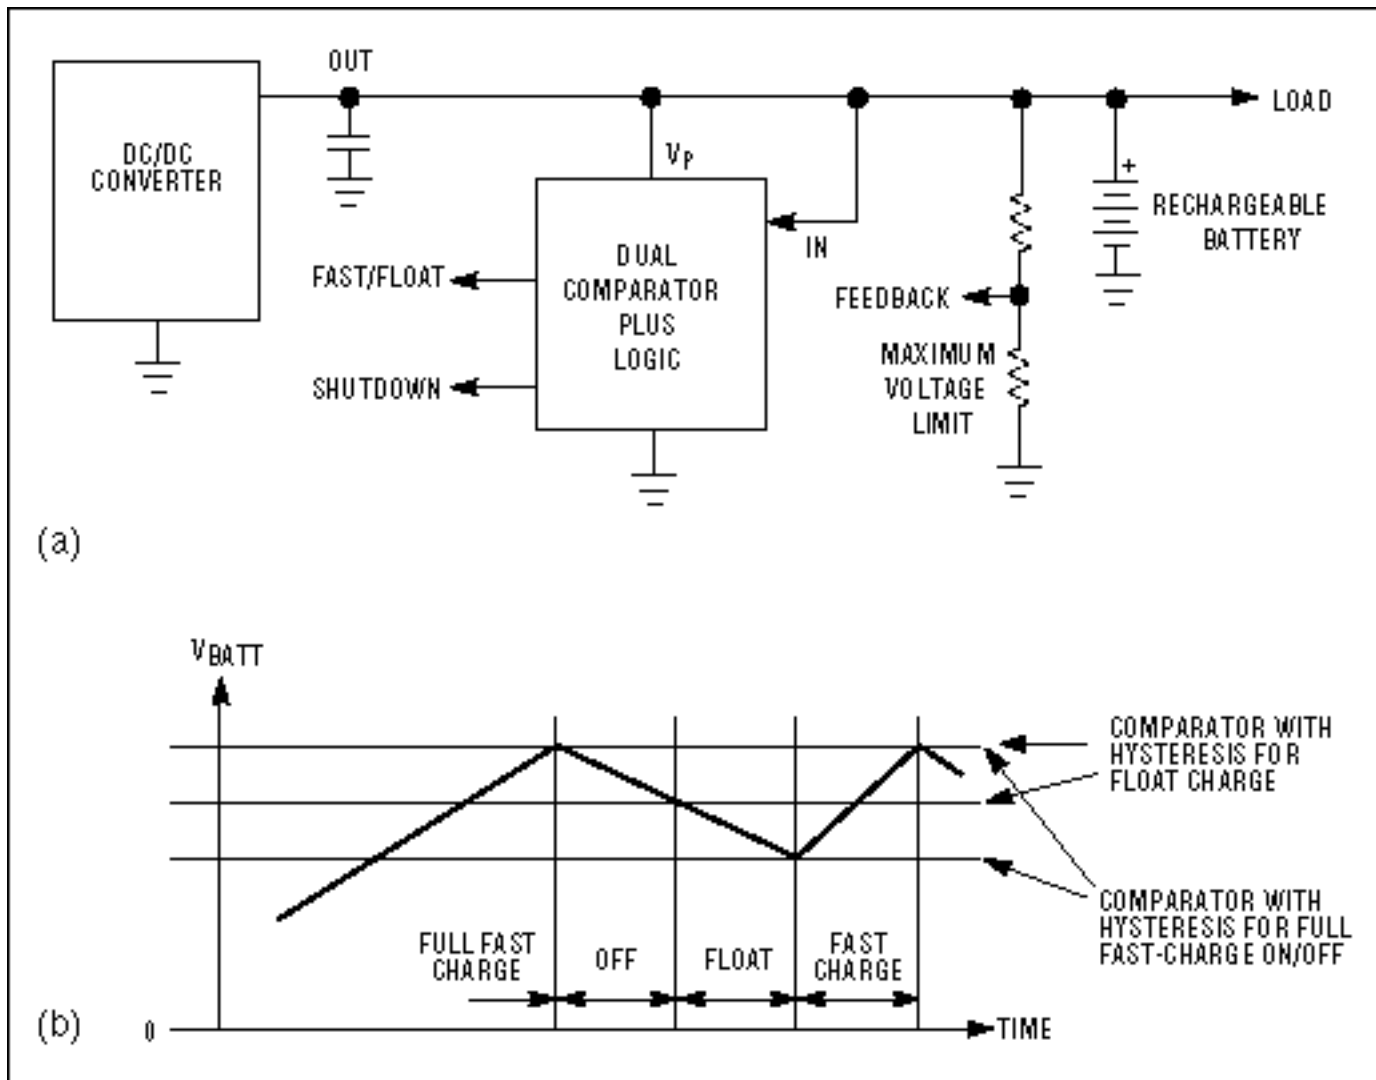 OUT
LOAD
DC/DC
CONVERTER
VP
+
RECHARGEABLE
BATTERY
IN
DUAL
COMPARATOR
PLUS
LOGIC
FAST/FLOAT
FEEDBACK
SHUTDOWN
MAXIMUM
VOLTAGE
LIMIT
(a)
VBATT
COMPARATOR WITH
HYSTERESIS FOR
FLOAT CHARGE
COMPARATOR WITH
HYSTERESIS FOR FULL
FAST-CHARGE ON/OFF
FULL FAST
CHARGE
OFF
FLOAT
FAST
CHARGE
(b)
0
TIME